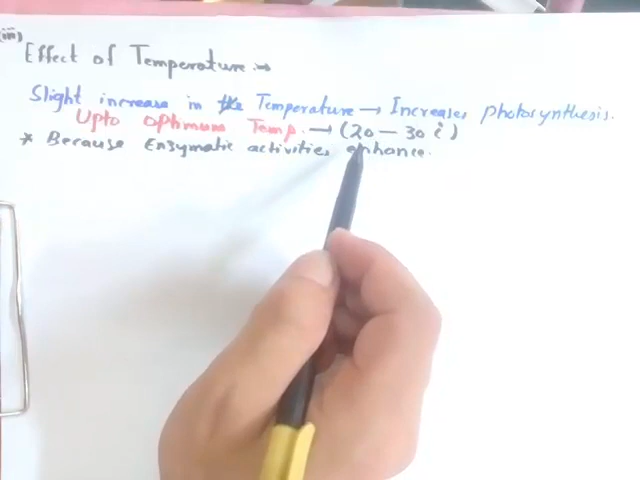 (iii)
Effect of Temperature :→
Slight increase in the Temperature → Increases photosynthesis.
Upto ophmum Temp. → (20 - 30 i)
* Because Enzymatic activities enhance.